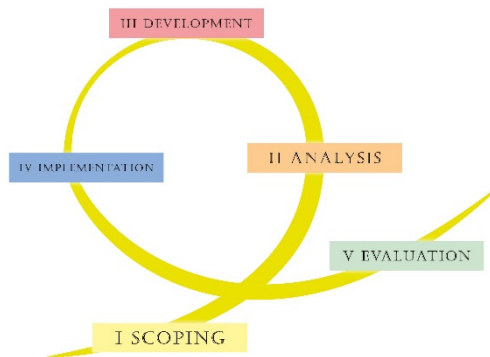 III DEVELOPMENT
IV IMPLEMENTATION
II ANALYSIS
V EVALUATION
I SCOPING